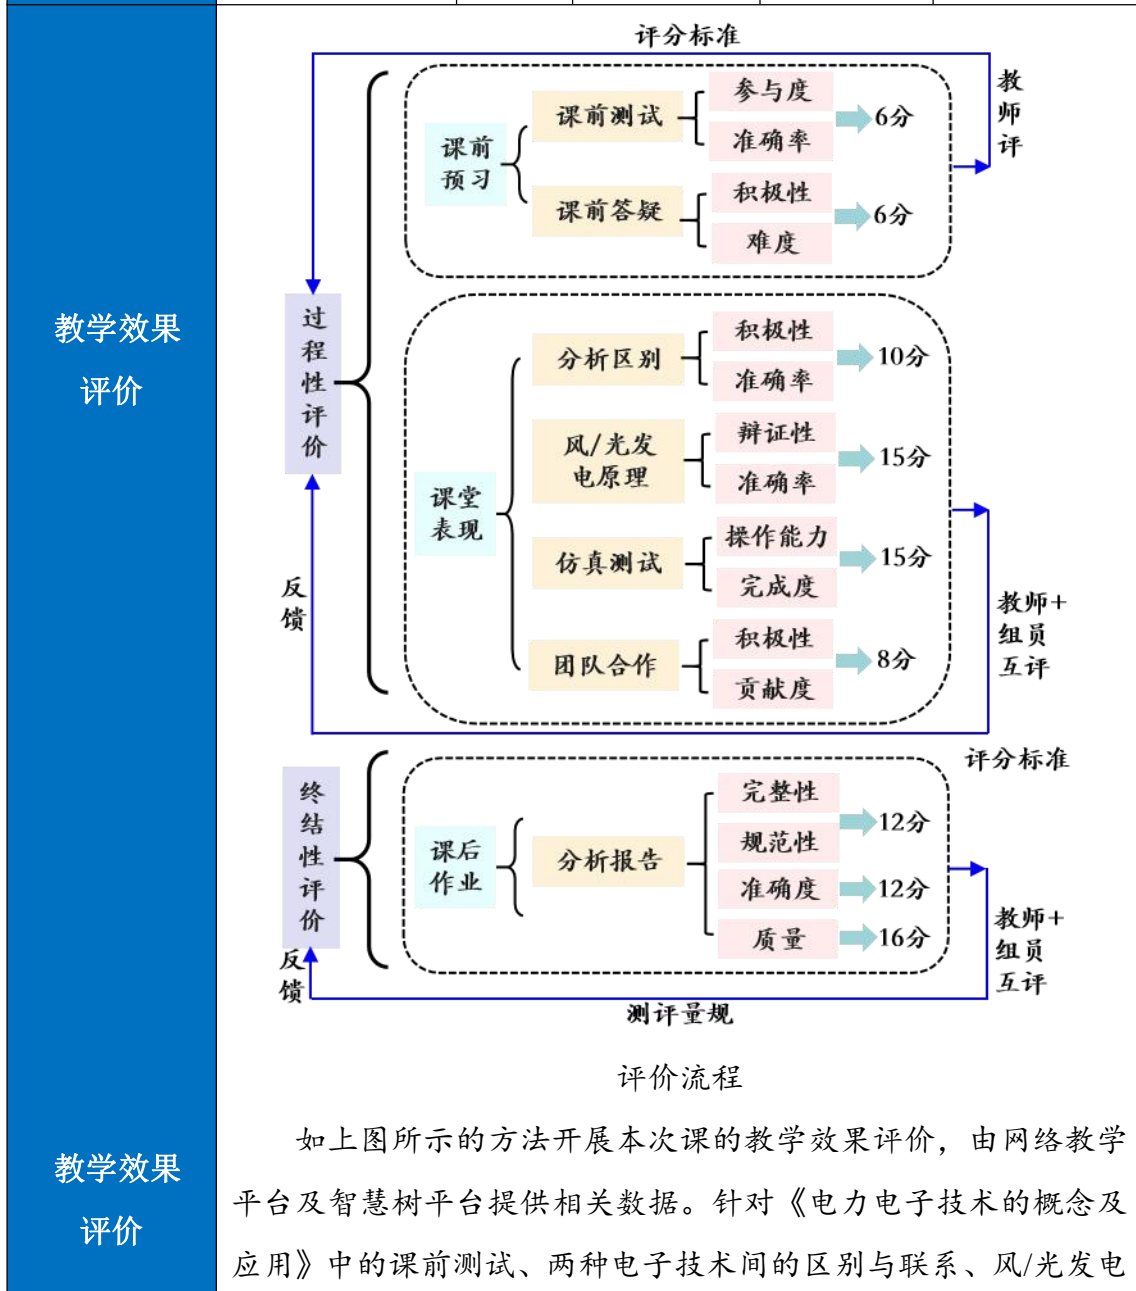 评分标准
教
师
评
课前
预习
课前测试
参与度
准确率
6分
课前答疑
积极性
难度
6分
教学效果
评价
过
程
性
评
价
课堂
表现
分析区别
积极性
准确率
10分
风/光发
电原理
辩证性
准确率
15分
仿真测试
操作能力
完成度
15分
团队合作
积极性
贡献度
8分
反
馈
教师+
组员
互评
评分标准
终
结
性
评
价
课后
作业
分析报告
完整性
规范性
12分
准确度
12分
质量
16分
反
馈
教师+
组员
互评
测评量规
评价流程
教学效果
评价
如上图所示的方法开展本次课的教学效果评价，由网络教学
平台及智慧树平台提供相关数据。针对《电力电子技术的概念及
应用》中的课前测试、两种电子技术间的区别与联系、风/光发电